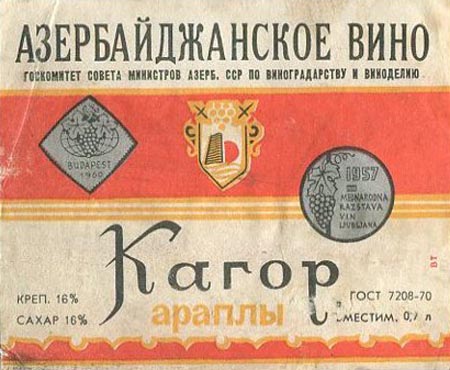 АЗЕРБАЙДЖАНСКОЕ ВИНО
ГОСКОМИТЕТ СОВЕТА МИНИСТРОВ АЗЕРБ. ССР ПО ВИНОГРАДАРСТВУ И ВИНОДЕЛИЮ
BUDAPEST
1960
1957
MEDNARODNA
RAZSTAVA
VIN
LJUBLJANA
Кагор
араплы
КРЕП. 16%
САХАР 16%
ГОСТ 7208-70
0,7 л
ВТ